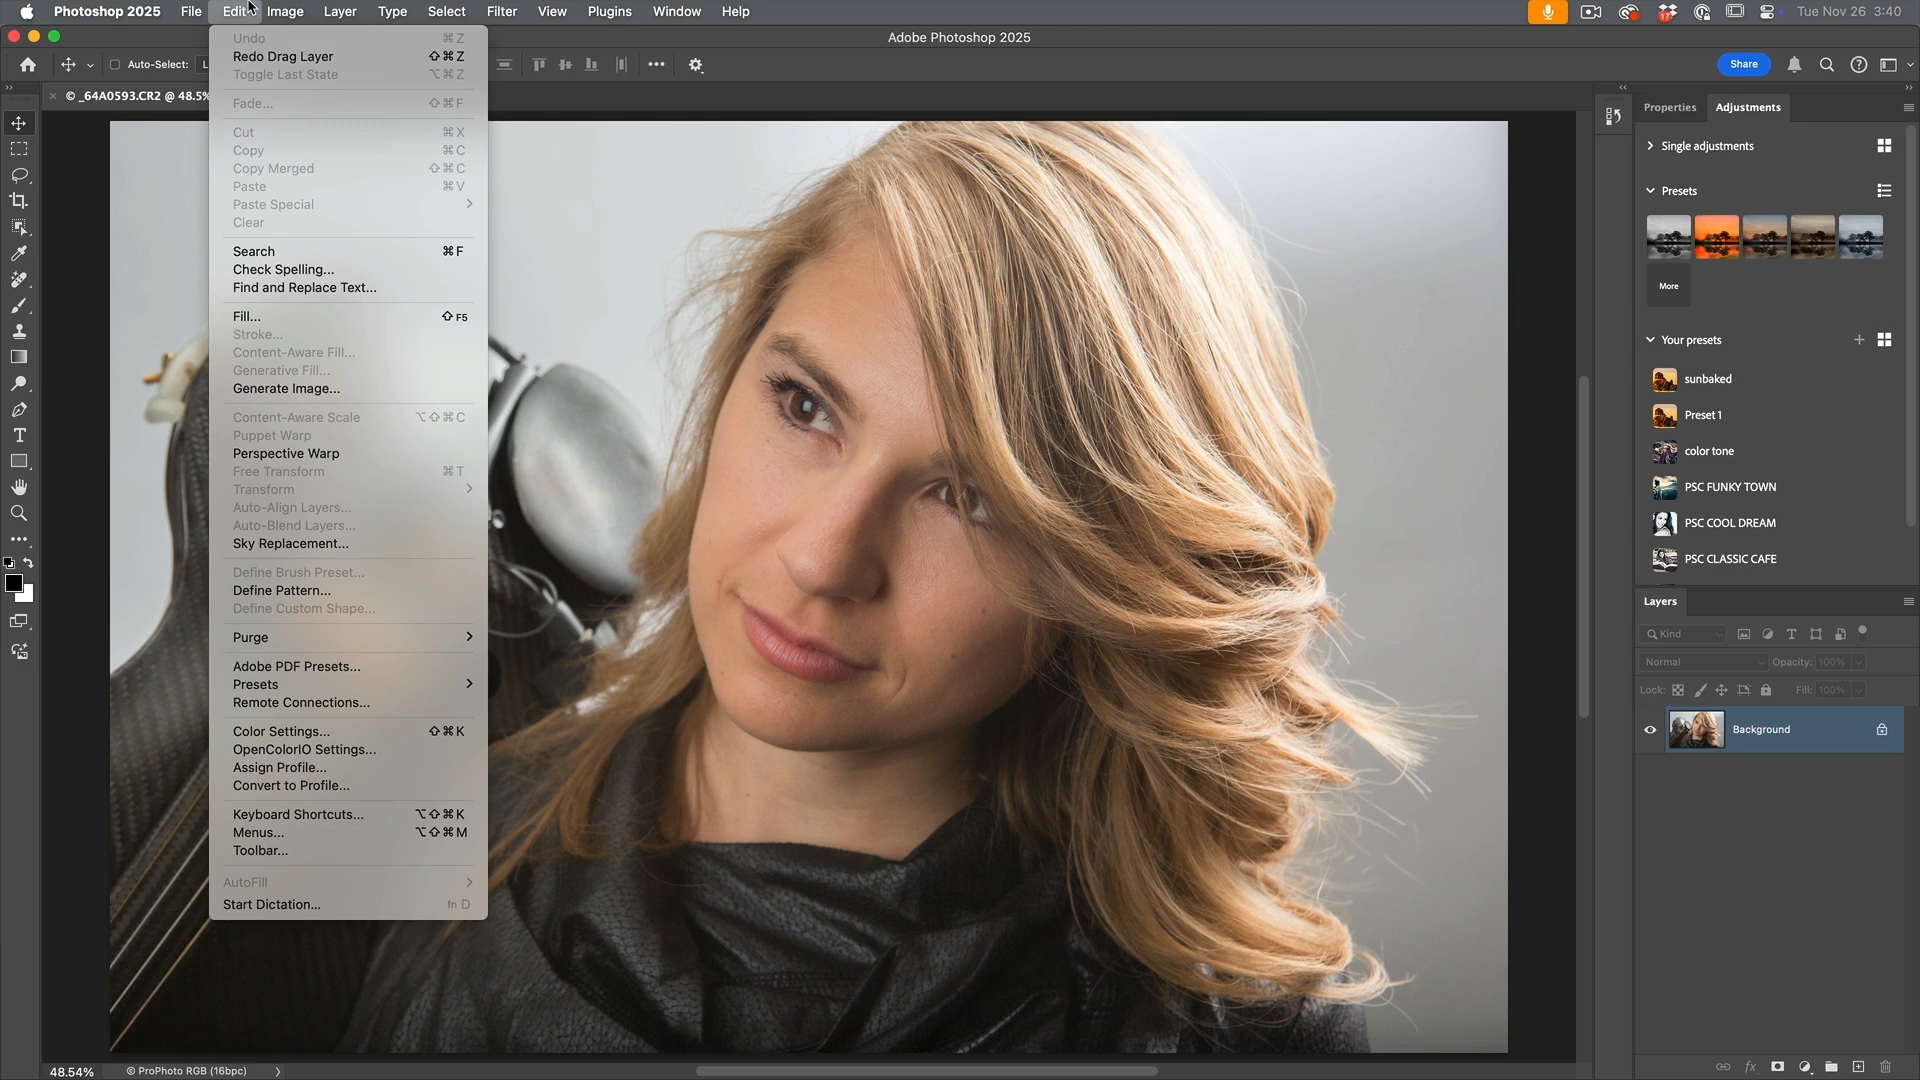 Photoshop 2025 File Edit Image Layer Type Select Filter View Plugins Window Help
17
Tue Nov 26 3:40
Adobe Photoshop 2025
Auto-Select: L
Share
© _64A0593.CR2 @ 48.5%
Undo ⌘Z
Redo Drag Layer ⇧⌘Z
Toggle Last State ⌥⌘Z
Fade... ⇧⌘F
Cut ⌘X
Copy ⌘C
Copy Merged ⇧⌘C
Paste ⌘V
Paste Special
Clear
Search ⌘F
Check Spelling...
Find and Replace Text...
Fill... ⇧F5
Stroke...
Content-Aware Fill...
Generative Fill...
Generate Image...
Content-Aware Scale ⌥⇧⌘C
Puppet Warp
Perspective Warp
Free Transform ⌘T
Transform
Auto-Align Layers...
Auto-Blend Layers...
Sky Replacement...
Define Brush Preset...
Define Pattern...
Define Custom Shape...
Purge
Adobe PDF Presets...
Presets
Remote Connections...
Color Settings... ⇧⌘K
OpenColorIO Settings...
Assign Profile...
Convert to Profile...
Keyboard Shortcuts... ⌥⇧⌘K
Menus... ⌥⇧⌘M
Toolbar...
AutoFill
Start Dictation... fn D
Properties Adjustments
Single adjustments
Presets
More
Your presets
sunbaked
Preset 1
color tone
PSC FUNKY TOWN
PSC COOL DREAM
PSC CLASSIC CAFE
Layers
Kind
Normal Opacity: 100%
Lock: Fill: 100%
Background
fx
48.54% © ProPhoto RGB (16bpc)